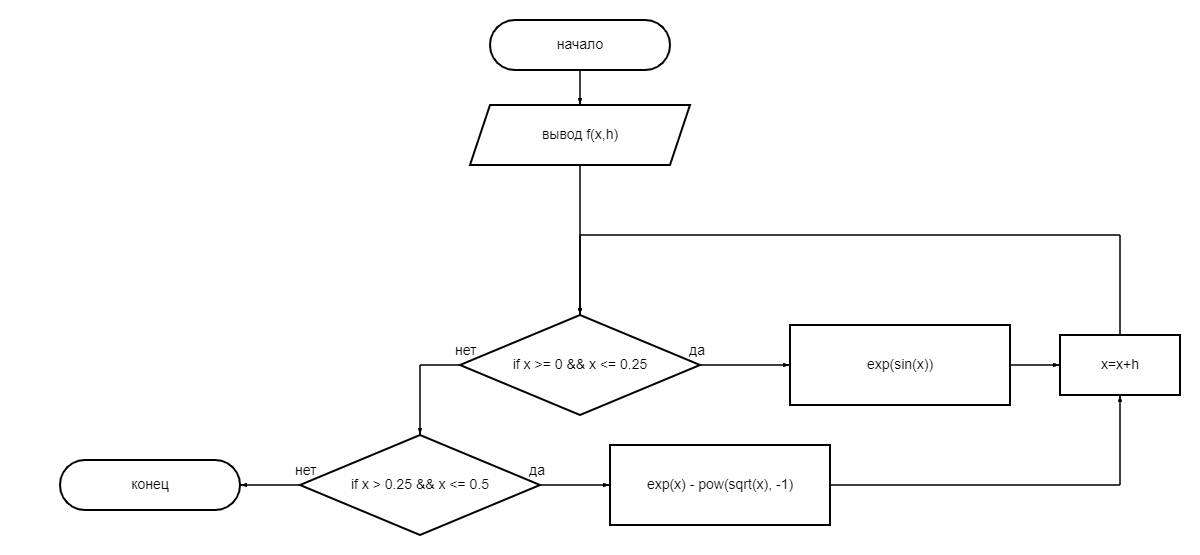 начало
вывод f(x,h)
нет
if x >= 0 && x <= 0.25
да
exp(sin(x))
x=x+h
конец
нет
if x > 0.25 && x <= 0.5
да
exp(x) - pow(sqrt(x), -1)